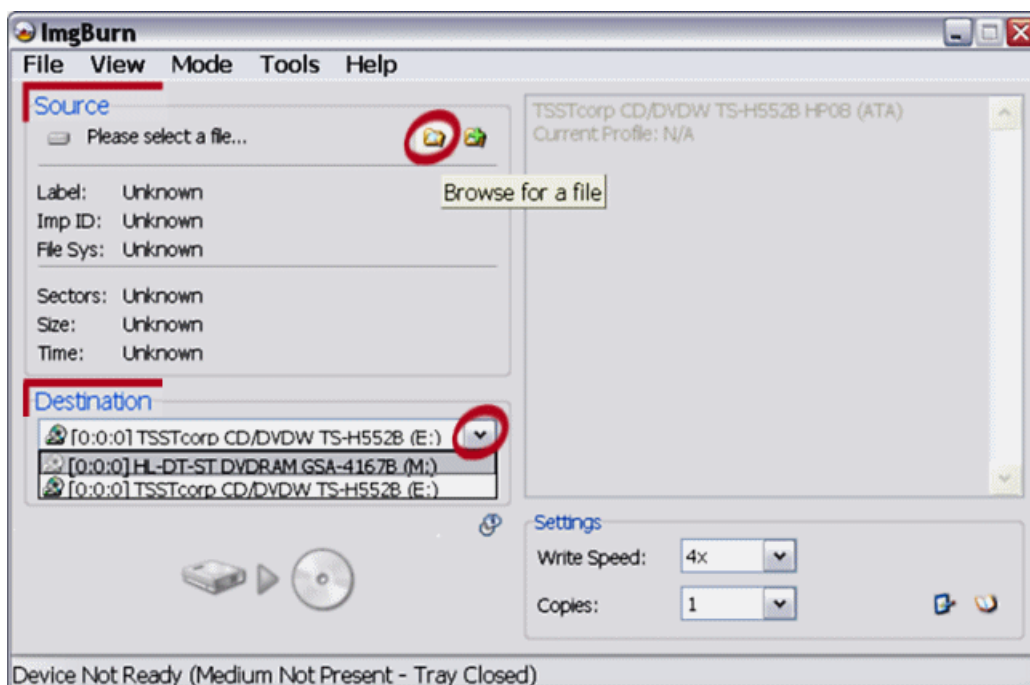 ImgBurn
File View Mode Tools Help
Source
Please select a file...
Browse for a file
Label: Unknown
Imp ID: Unknown
File Sys: Unknown
Sectors: Unknown
Size: Unknown
Time: Unknown
Destination
[0:0:0] TSSTcorp CD/DVDW TS-H552B (E:)
[0:0:0] HL-DT-ST DVDRAM GSA-4167B (M:)
[0:0:0] TSSTcorp CD/DVDW TS-H552B (E:)
TSSTcorp CD/DVDW TS-H552B HP08 (ATA)
Current Profile: N/A
Settings
Write Speed: 4x
Copies: 1
Device Not Ready (Medium Not Present - Tray Closed)